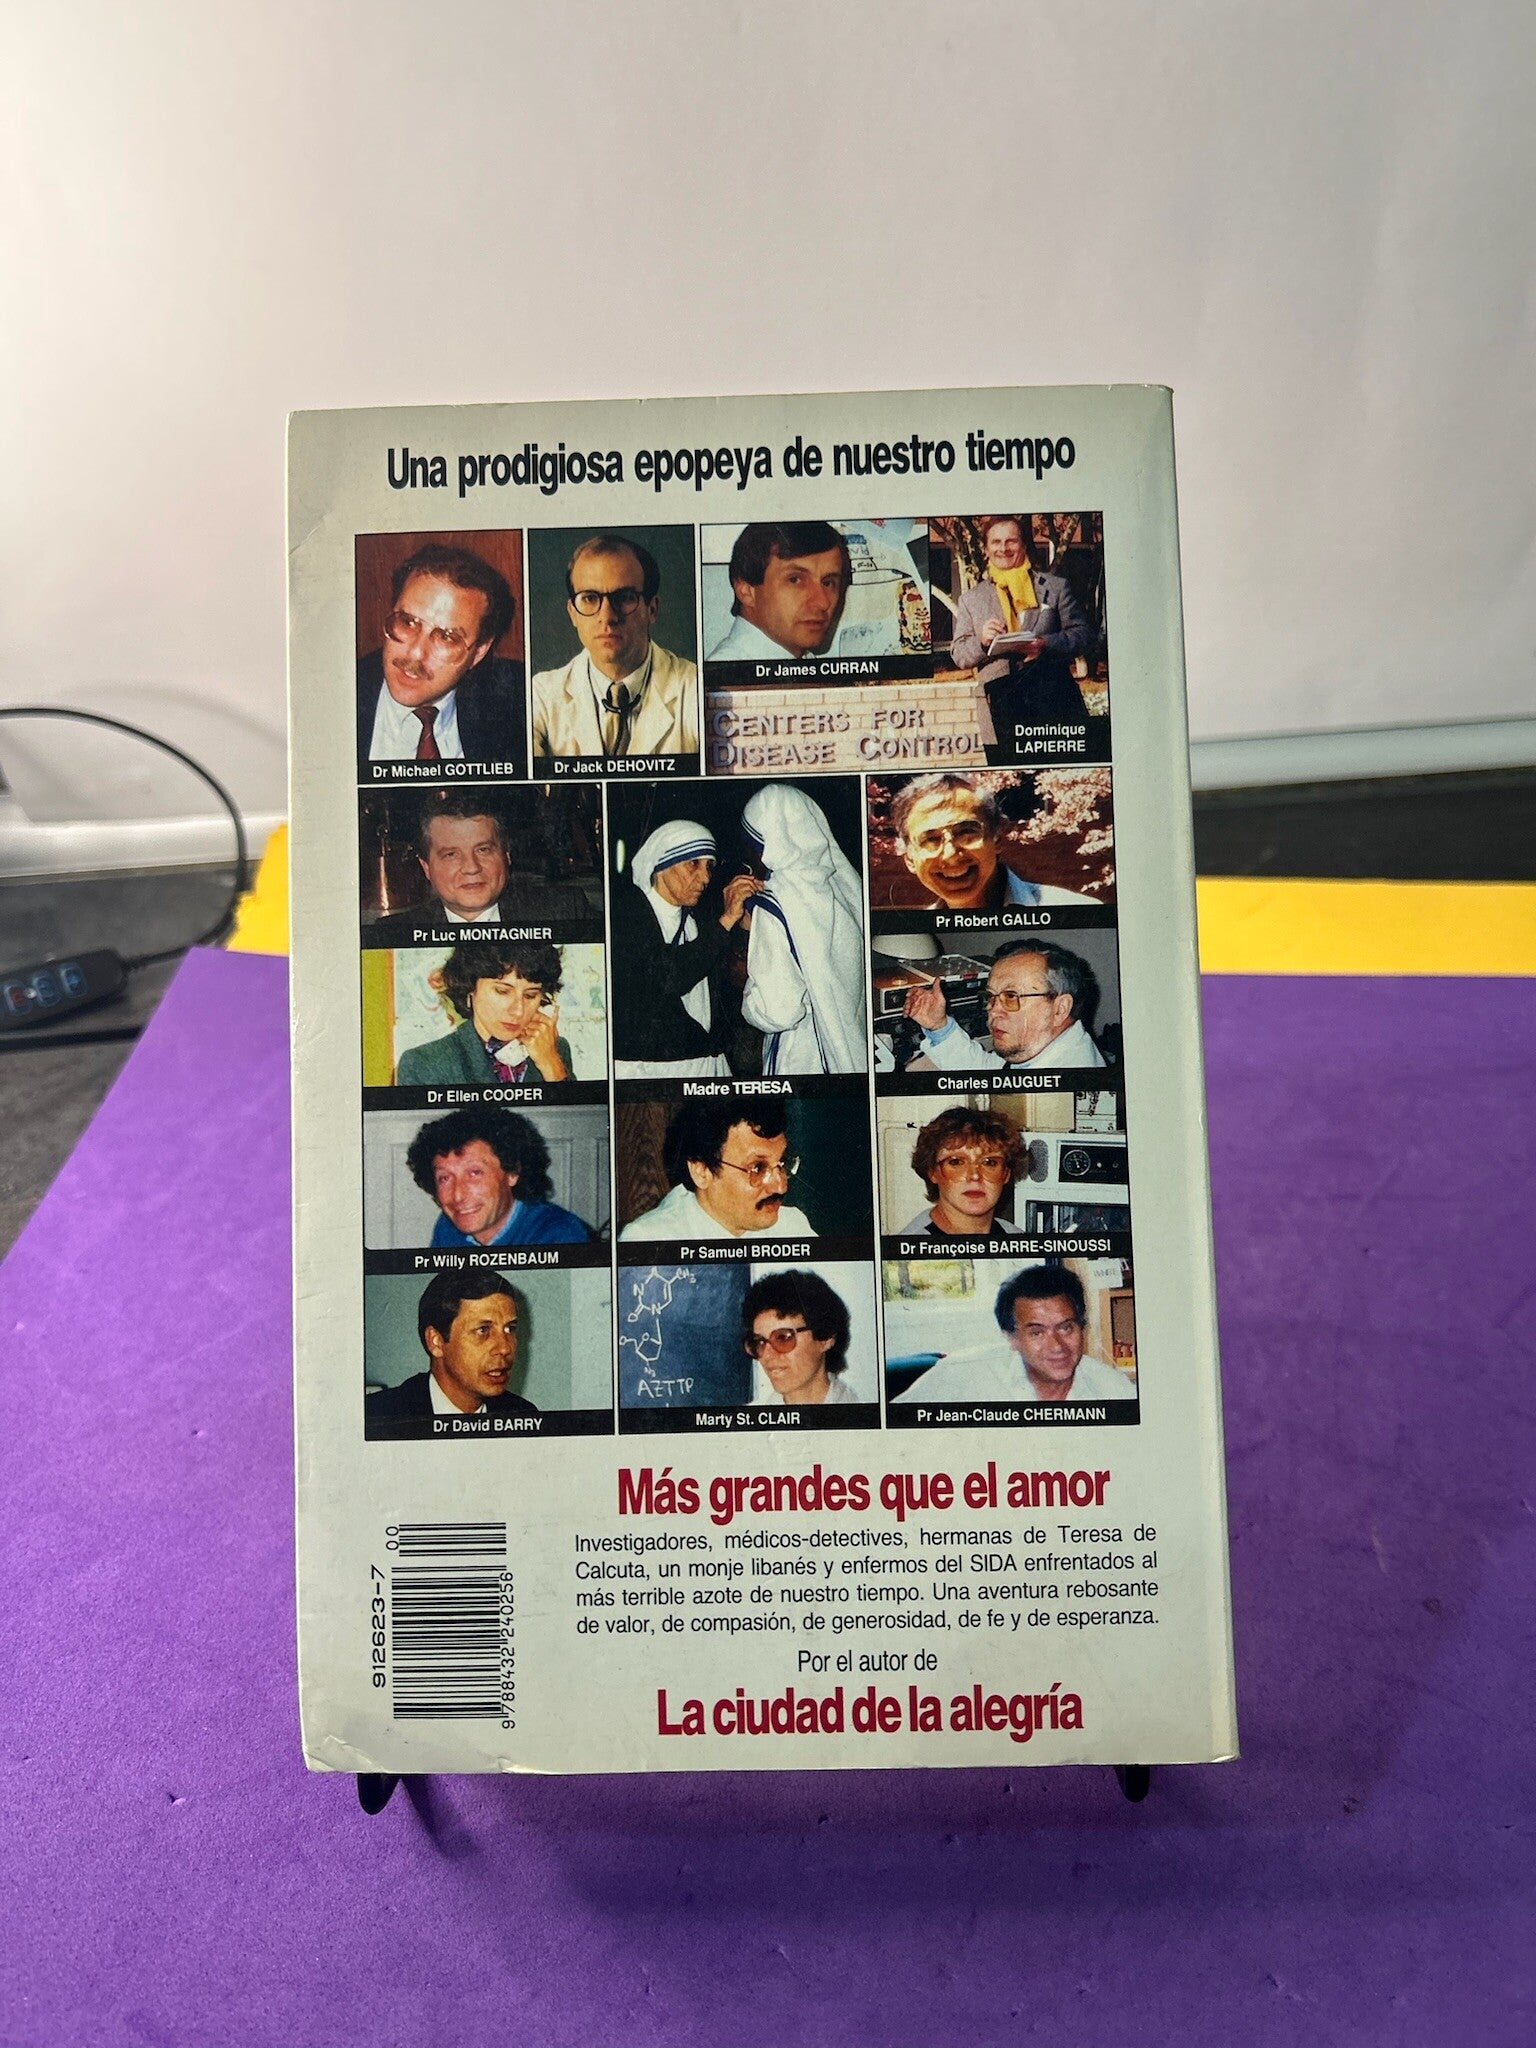 Una prodigiosa epopeya de nuestro tiempo
Dr Michael GOTTLIEB
Dr Jack DEHOVITZ
Dr James CURRAN
CENTERS FOR
DISEASE CONTROL
Dominique
LAPIERRE
Pr Luc MONTAGNIER
Pr Robert GALLO
Dr Ellen COOPER
Madre TERESA
Charles DAUGUET
Pr Willy ROZENBAUM
Pr Samuel BRODER
Dr Françoise BARRE-SINOUSSI
CH3
N
N
O
O
O
N3
AZTTP
Dr David BARRY
Marty St. CLAIR
Pr Jean-Claude CHERMANN
Más grandes que el amor
Investigadores, médicos-detectives, hermanas de Teresa de
Calcuta, un monje libanés y enfermos del SIDA enfrentados al
más terrible azote de nuestro tiempo. Una aventura rebosante
de valor, de compasión, de generosidad, de fe y de esperanza.
Por el autor de
La ciudad de la alegría
00
912623-7
9 788432 240256